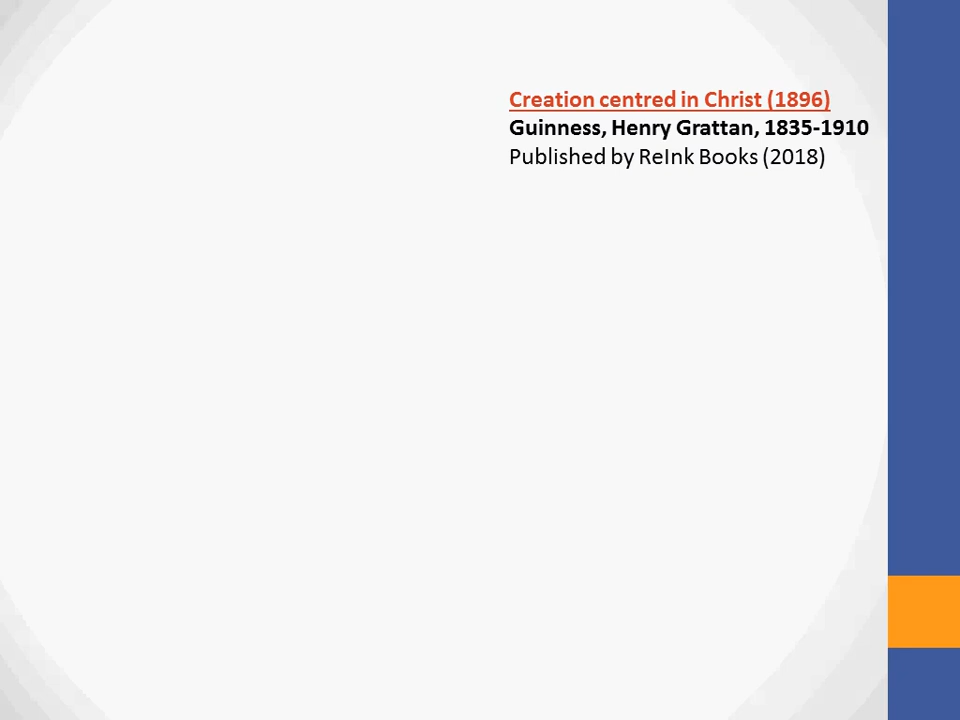 Creation centred in Christ (1896)
Guinness, Henry Grattan, 1835-1910
Published by ReInk Books (2018)